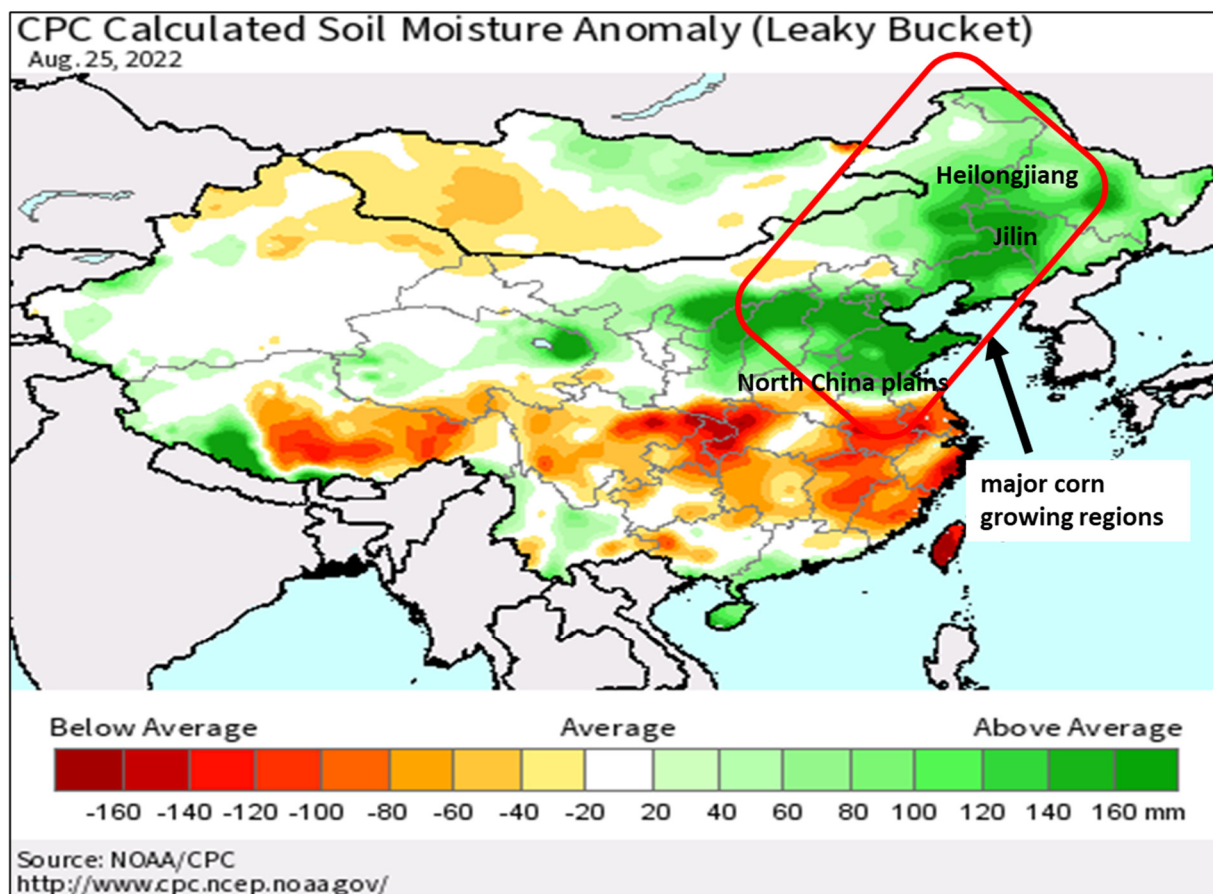 CPC Calculated Soil Moisture Anomaly (Leaky Bucket)
Aug. 25, 2022
Heilongjiang
Jilin
North China plains
major corn
growing regions
Below Average Average Above Average
-160 -140 -120 -100 -80 -60 -40 -20 20 40 60 80 100 120 140 160 mm
Source: NOAA/CPC
http://www.cpc.ncep.noaa.gov/